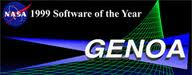 NASA 1999 Software of the Year
GENOA